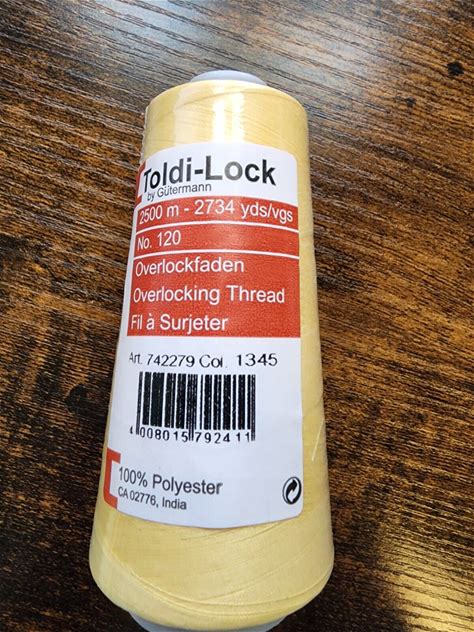 Toldi-Lock
by Gütermann
2500 m - 2734 yds/vgs
No. 120
Overlockfaden
Overlocking Thread
Fil à Surjeter
Art. 742279 Col. 1345
4 008015 792411
100% Polyester
CA 02776, India